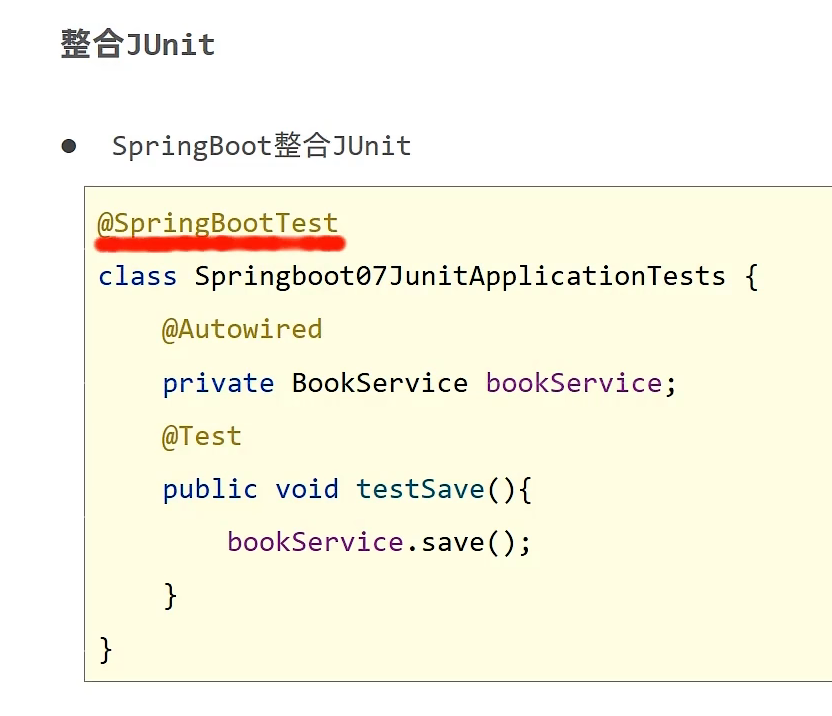 整合JUnit
● SpringBoot整合JUnit
@SpringBootTest
class Springboot07JunitApplicationTests {
    @Autowired
    private BookService bookService;
    @Test
    public void testSave(){
        bookService.save();
    }
}